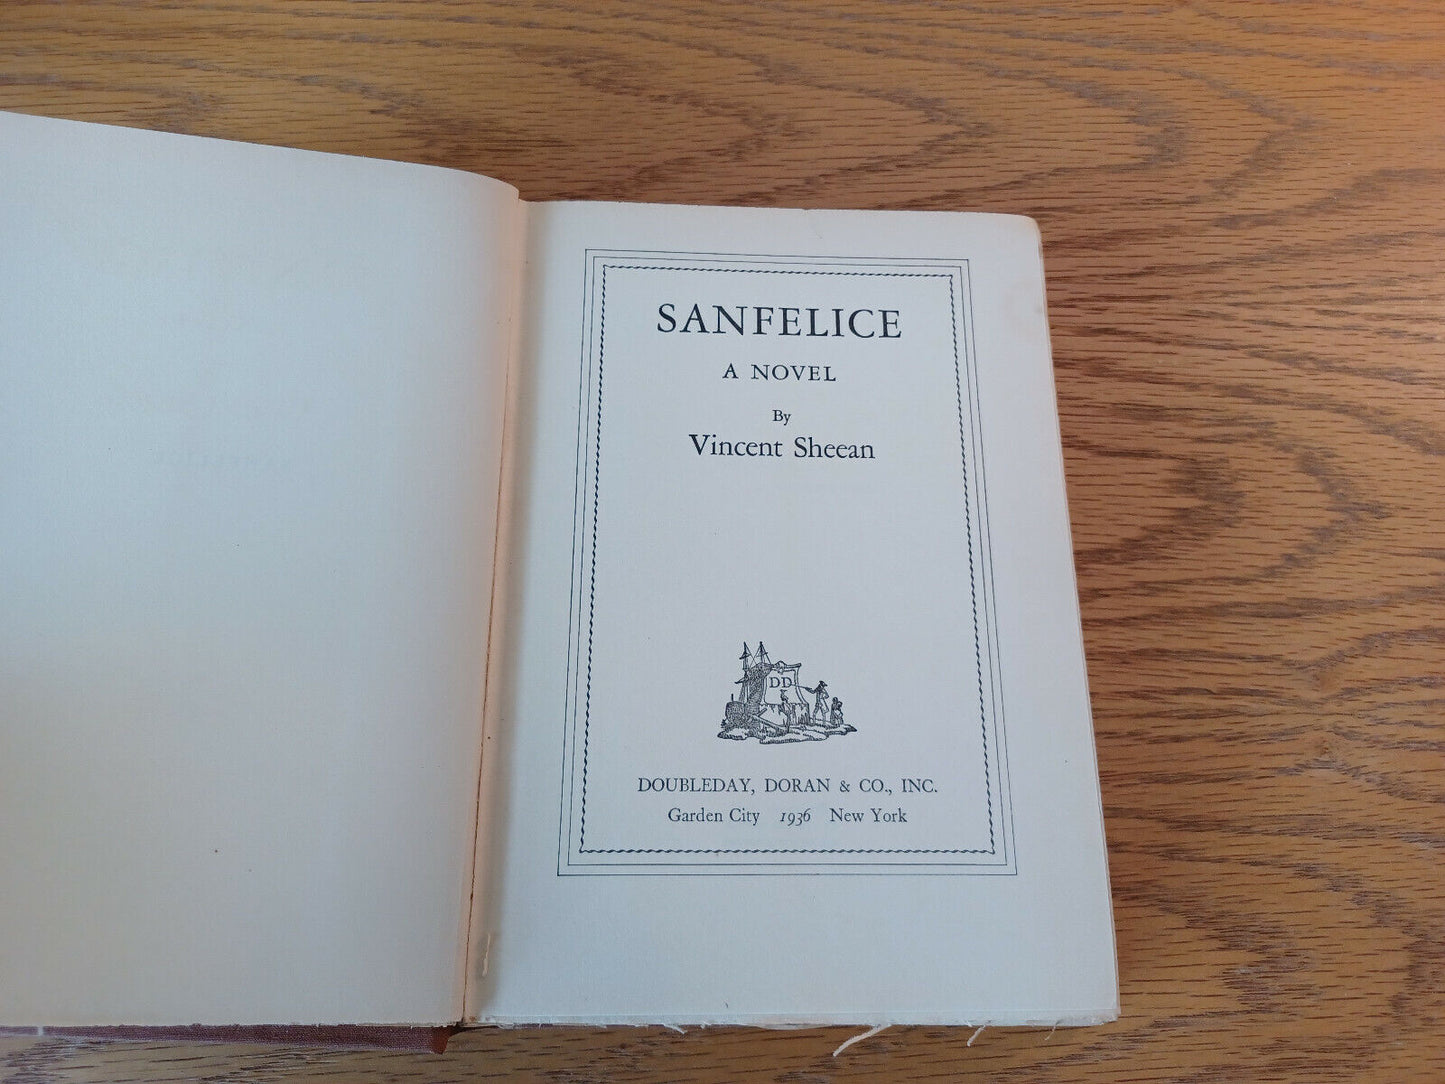 SANFELICE
A NOVEL
By
Vincent Sheean
DD
DOUBLEDAY, DORAN & CO., INC.
Garden City 1936 New York